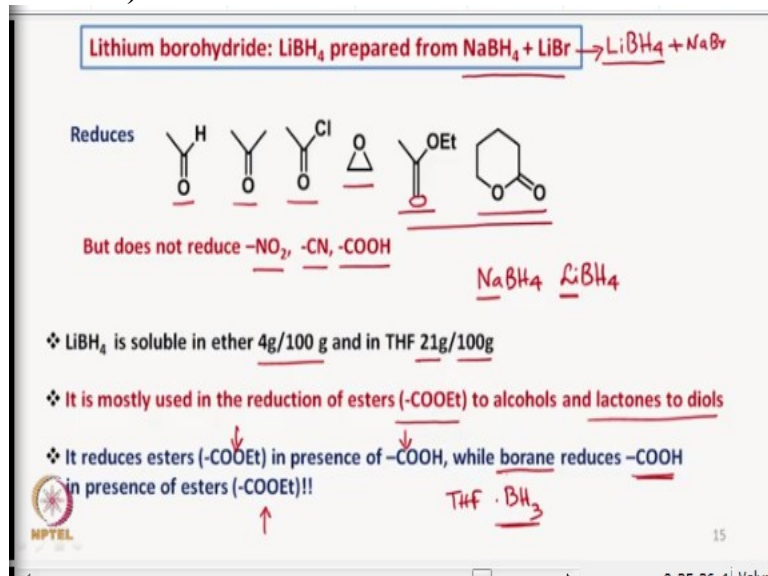 Lithium borohydride: LiBH₄ prepared from NaBH₄ + LiBr → LiBH₄ + NaBr
Reduces
H
O
O
Cl
O
O
OEt
O
O
O
But does not reduce –NO₂, -CN, -COOH
NaBH4 LiBH4
❖ LiBH₄ is soluble in ether 4g/100 g and in THF 21g/100g
❖ It is mostly used in the reduction of esters (-COOEt) to alcohols and lactones to diols
❖ It reduces esters (-COOEt) in presence of –COOH, while borane reduces –COOH
in presence of esters (-COOEt)!!
THF . BH₃
NPTEL
15